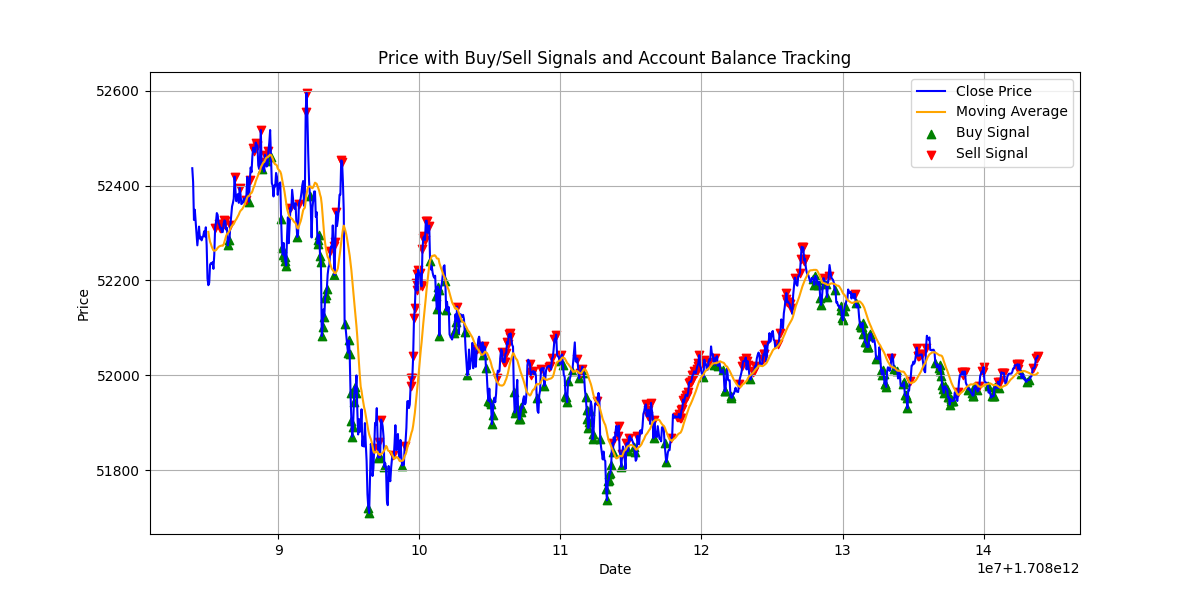 Price with Buy/Sell Signals and Account Balance Tracking
Close Price
Moving Average
Buy Signal
Sell Signal
52600
52400
52200
52000
51800
Price
9 10 11 12 13 14
Date
1e7+1.708e12